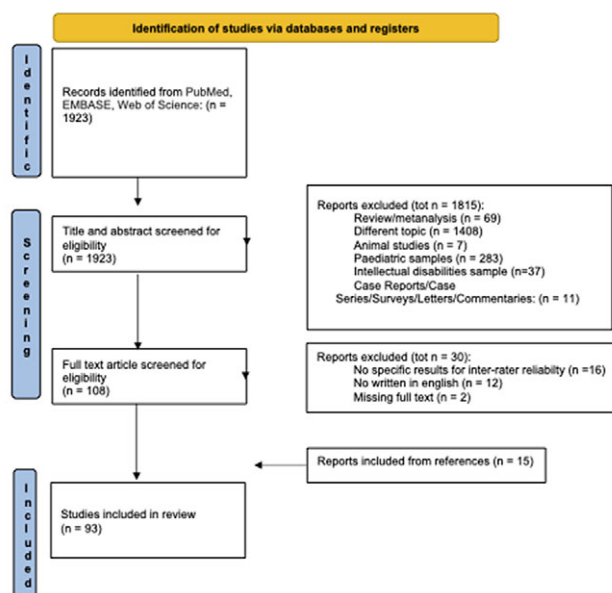 Identification of studies via databases and registers
Identific
Records identified from PubMed,
EMBASE, Web of Science: (n =
1923)
Screening
Title and abstract screened for
eligibility
(n = 1923)
Reports excluded (tot n = 1815):
Review/metanalysis (n = 69)
Different topic (n = 1408)
Animal studies (n = 7)
Paediatric samples (n = 283)
Intellectual disabilities sample (n=37)
Case Reports/Case
Series/Surveys/Letters/Commentaries: (n = 11)
Full text article screened for
eligibility
(n = 108)
Reports excluded (tot n = 30):
No specific results for inter-rater reliabilty (n =16)
No written in english (n = 12)
Missing full text (n = 2)
Reports included from references (n = 15)
Included
Studies included in review
(n = 93)